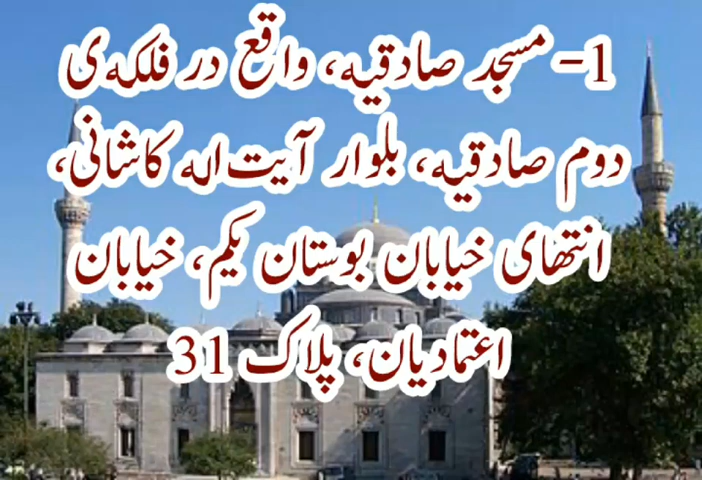 1- مسجد صادقیه، واقع در فلکه‌ی
دوم صادقیه، بلوار آیت‌اله کاشانی،
انتهای خیابان بوستان یکم، خیابان
اعتمادیان، پلاک 31